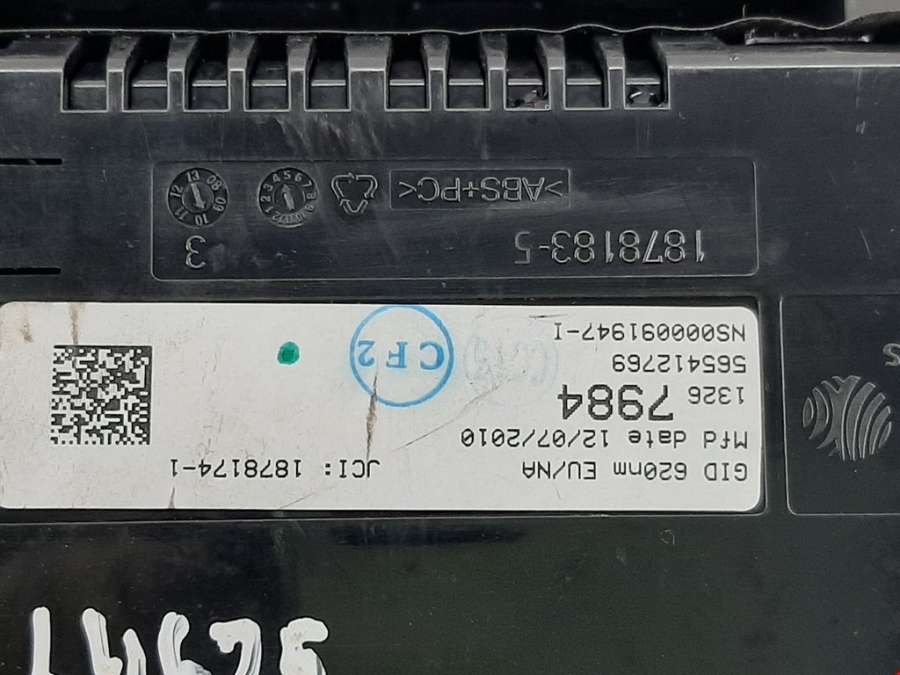 GID 620nm EU/NA JCI: 1878174-1
Mfd date 12/07/2010
1326 7984
565412769
NS000091947-I
CF2
1878183-5 3
>ABS+PC<